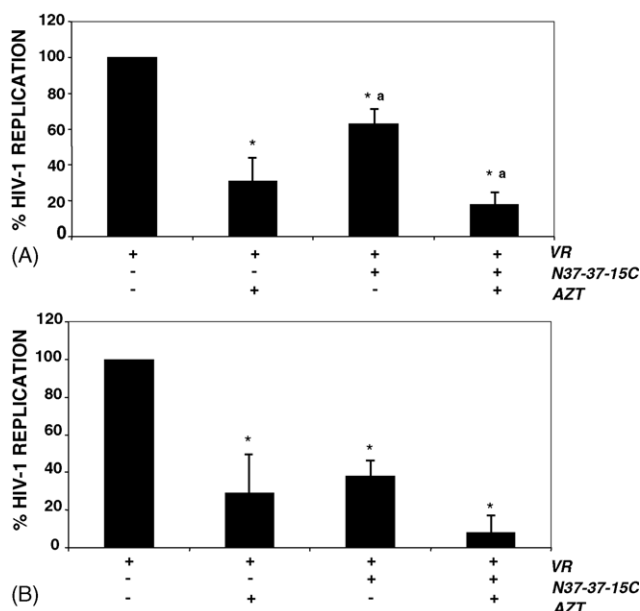 120
100
80
60
40
20
0
% HIV-1 REPLICATION
*
* a
* a
(A)
+ + + + VR
- - + + N37-37-15C
- + - + AZT
120
100
80
60
40
20
0
% HIV-1 REPLICATION
*
*
*
(B)
+ + + + VR
- - + + N37-37-15C
- + - + AZT